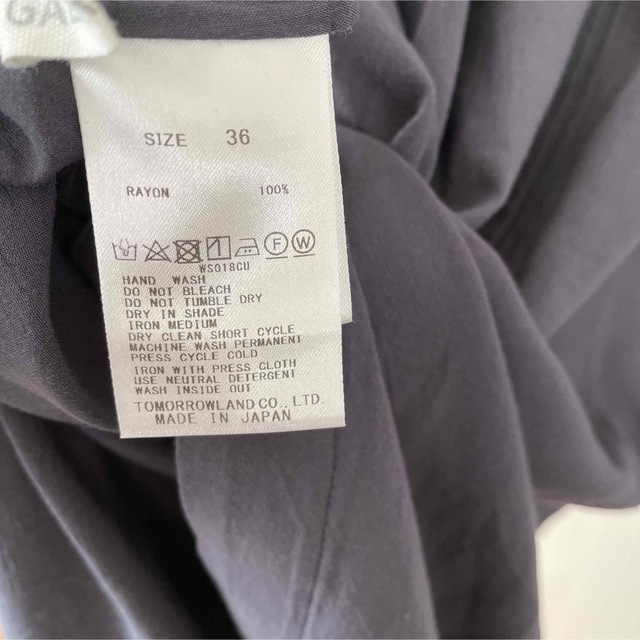 SIZE 36
RAYON 100%
F W
WS018CU
HAND WASH
DO NOT BLEACH
DO NOT TUMBLE DRY
DRY IN SHADE
IRON MEDIUM
DRY CLEAN SHORT CYCLE
MACHINE WASH PERMANENT
PRESS CYCLE COLD
IRON WITH PRESS CLOTH
USE NEUTRAL DETERGENT
WASH INSIDE OUT
TOMORROWLAND CO., LTD.
MADE IN JAPAN